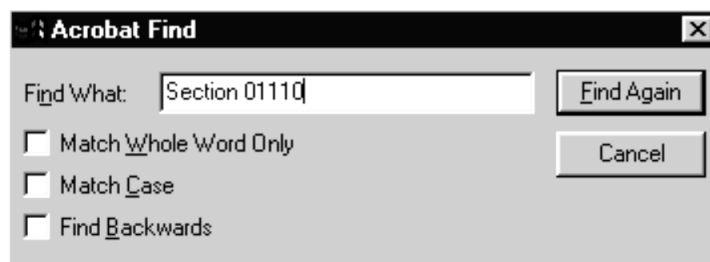 Acrobat Find
Find What: Section 01110 Find Again
Match Whole Word Only Cancel
Match Case
Find Backwards